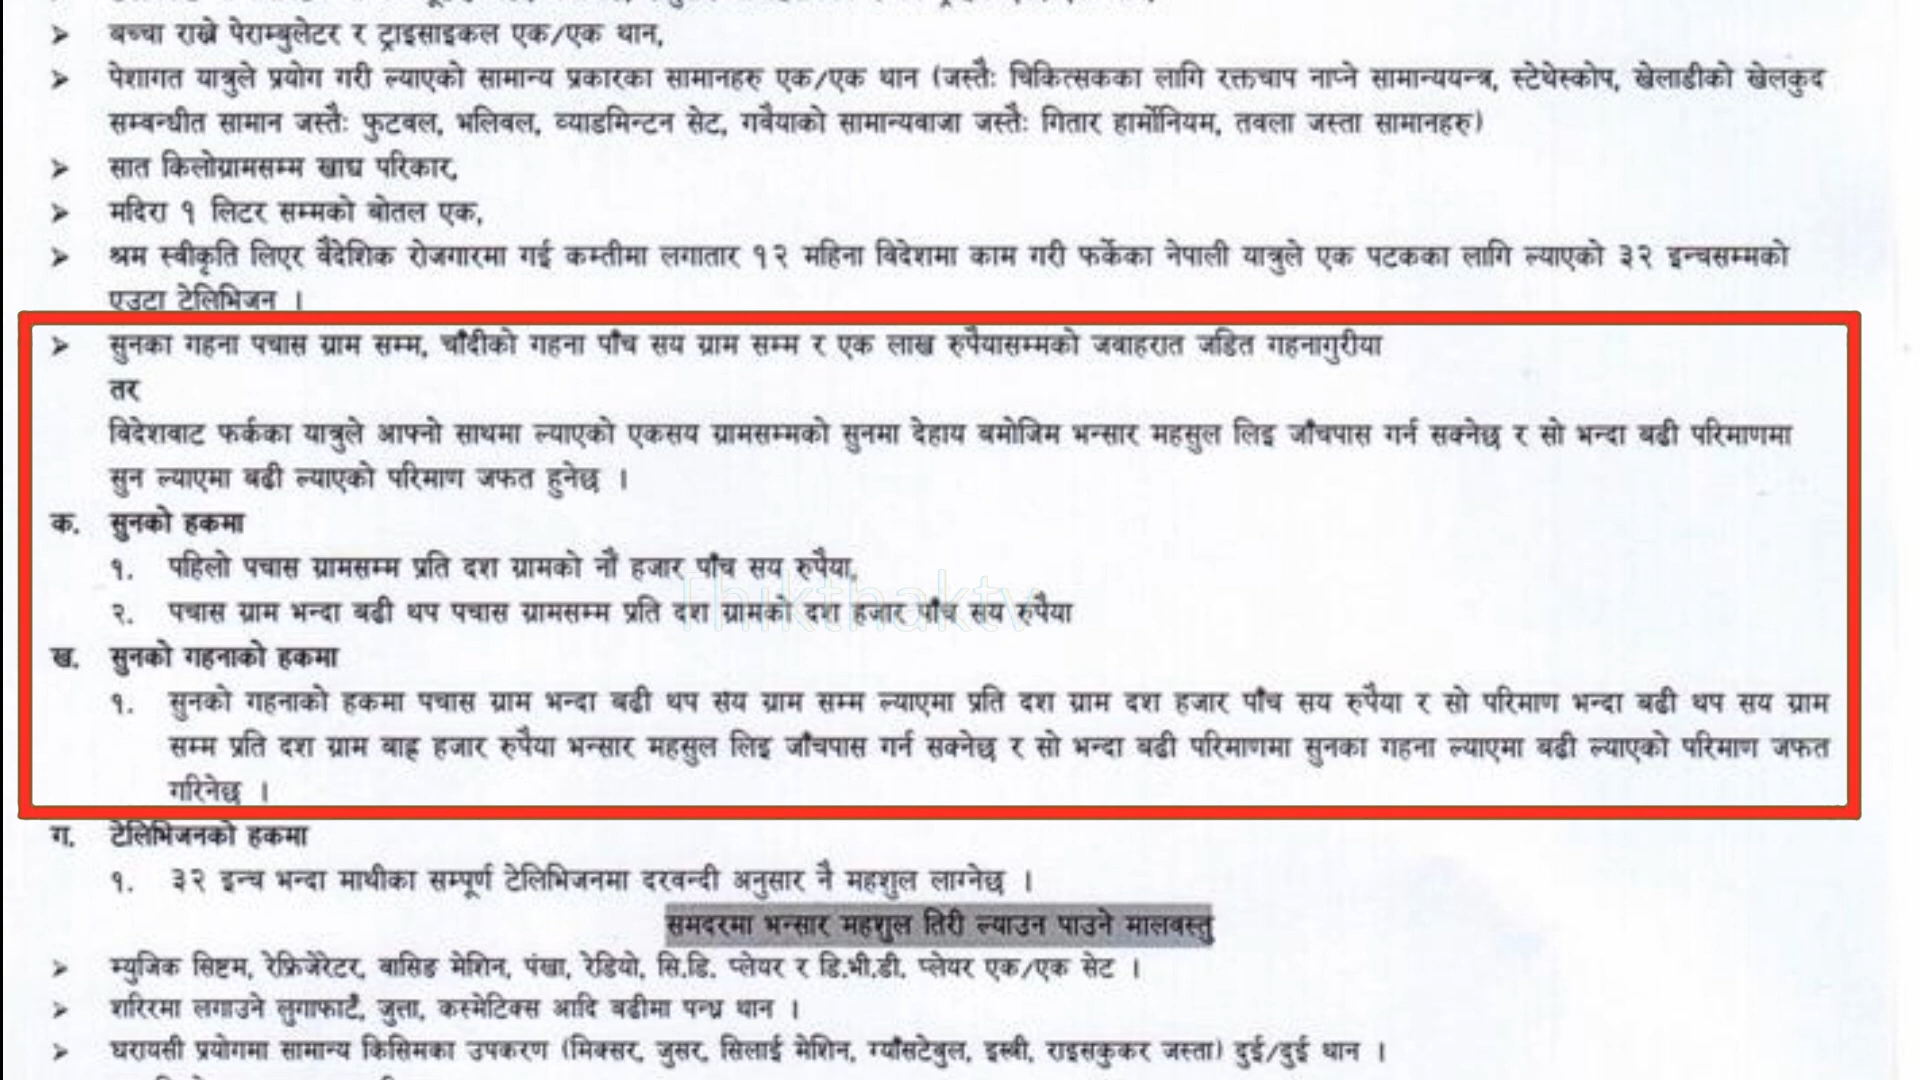 ➢ बच्चा राख्ने पेराम्बुलेटर र ट्राइसाइकल एक/एक थान,
➢ पेशागत यात्रुले प्रयोग गरी ल्याएको सामान्य प्रकारका सामानहरु एक/एक थान (जस्तैः चिकित्सकका लागि रक्तचाप नाप्ने सामान्ययन्त्र, स्टेथेस्कोप, खेलाडीको खेलकुद
सम्वन्धीत सामान जस्तैः फुटवल, भलिवल, व्याडमिन्टन सेट, गवैयाको सामान्यवाजा जस्तैः गितार हार्मोनियम, तवला जस्ता सामानहरु)
➢ सात किलोग्रामसम्म खाद्य परिकार,
➢ मदिरा १ लिटर सम्मको बोतल एक,
➢ श्रम स्वीकृति लिएर वैदेशिक रोजगारमा गई कम्तीमा लगातार १२ महिना विदेशमा काम गरी फर्केका नेपाली यात्रुले एक पटकका लागि ल्याएको ३२ इन्चसम्मको
एउटा टेलिभिजन ।
➢ सुनका गहना पचास ग्राम सम्म, चाँदीको गहना पाँच सय ग्राम सम्म र एक लाख रुपैयासम्मको जवाहरात जडित गहनागुरीया
तर
विदेशवाट फर्कका यात्रुले आफ्नो साथमा ल्याएको एकसय ग्रामसम्मको सुनमा देहाय बमोजिम भन्सार महसुल लिइ जाँचपास गर्न सक्नेछ र सो भन्दा बढी परिमाणमा
सुन ल्याएमा बढी ल्याएको परिमाण जफत हुनेछ ।
क. सुनको हकमा
१. पहिलो पचास ग्रामसम्म प्रति दश ग्रामको नौ हजार पाँच सय रुपैया,
Thikthaktv
२. पचास ग्राम भन्दा बढी थप पचास ग्रामसम्म प्रति दश ग्रामको दश हजार पाँच सय रुपैया
ख. सुनको गहनाको हकमा
१. सुनको गहनाको हकमा पचास ग्राम भन्दा बढी थप सय ग्राम सम्म ल्याएमा प्रति दश ग्राम दश हजार पाँच सय रुपैया र सो परिमाण भन्दा बढी थप सय ग्राम
सम्म प्रति दश ग्राम बाह्र हजार रुपैया भन्सार महसुल लिइ जाँचपास गर्न सक्नेछ र सो भन्दा बढी परिमाणमा सुनका गहना ल्याएमा बढी ल्याएको परिमाण जफत
गरिनेछ ।
ग. टेलिभिजनको हकमा
१. ३२ इन्च भन्दा माथीका सम्पूर्ण टेलिभिजनमा दरवन्दी अनुसार नै महशुल लाग्नेछ ।
समदरमा भन्सार महशुल तिरी ल्याउन पाउने मालबस्तु
➢ म्युजिक सिष्टम, रेफ्रिजेरेटर, वासिङ मेशिन, पंखा, रेडियो, सि.डि. प्लेयर र डि.भी.डी. प्लेयर एक/एक सेट ।
➢ शरिरमा लगाउने लुगाफाटैं, जुत्ता, कस्मेटिक्स आदि बढीमा पन्ध्र थान ।
➢ घरायसी प्रयोगमा सामान्य किसिमका उपकरण (मिक्सर, जुसर, सिलाई मेशिन, ग्याँसटेबुल, इस्त्री, राइसकुकर जस्ता) दुई/दुई थान ।